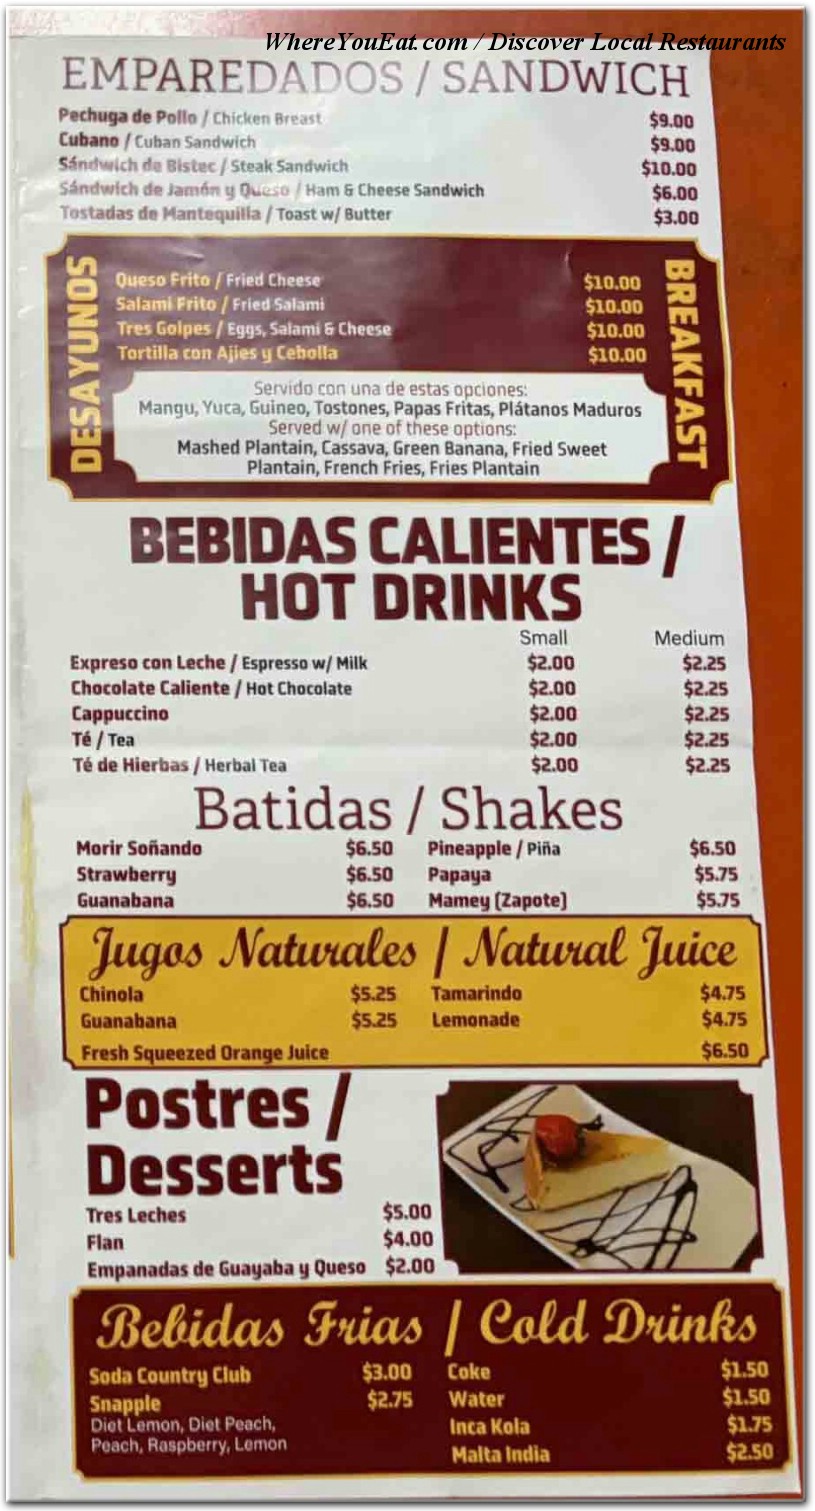 WhereYouEat.com / Discover Local Restaurants
EMPAREDADOS / SANDWICH
Pechuga de Pollo / Chicken Breast $9.00
Cubano / Cuban Sandwich $9.00
Sándwich de Bistec / Steak Sandwich $10.00
Sándwich de Jamón y Queso / Ham & Cheese Sandwich $6.00
Tostadas de Mantequilla / Toast w/ Butter $3.00
DESAYUNOS
BREAKFAST
Queso Frito / Fried Cheese $10.00
Salami Frito / Fried Salami $10.00
Tres Golpes / Eggs, Salami & Cheese $10.00
Tortilla con Ajies y Cebolla $10.00
Servido con una de estas opciones:
Mangu, Yuca, Guineo, Tostones, Papas Fritas, Plátanos Maduros
Served w/ one of these options:
Mashed Plantain, Cassava, Green Banana, Fried Sweet
Plantain, French Fries, Fries Plantain
BEBIDAS CALIENTES /
HOT DRINKS
Small Medium
Expreso con Leche / Espresso w/ Milk $2.00 $2.25
Chocolate Caliente / Hot Chocolate $2.00 $2.25
Cappuccino $2.00 $2.25
Té / Tea $2.00 $2.25
Té de Hierbas / Herbal Tea $2.00 $2.25
Batidas / Shakes
Morir Soñando $6.50 Pineapple / Piña $6.50
Strawberry $6.50 Papaya $5.75
Guanabana $6.50 Mamey (Zapote) $5.75
Jugos Naturales / Natural Juice
Chinola $5.25 Tamarindo $4.75
Guanabana $5.25 Lemonade $4.75
Fresh Squeezed Orange Juice $6.50
Postres /
Desserts
Tres Leches $5.00
Flan $4.00
Empanadas de Guayaba y Queso $2.00
Bebidas Frias / Cold Drinks
Soda Country Club $3.00 Coke $1.50
Snapple $2.75 Water $1.50
Diet Lemon, Diet Peach, Inca Kola $1.75
Peach, Raspberry, Lemon Malta India $2.50